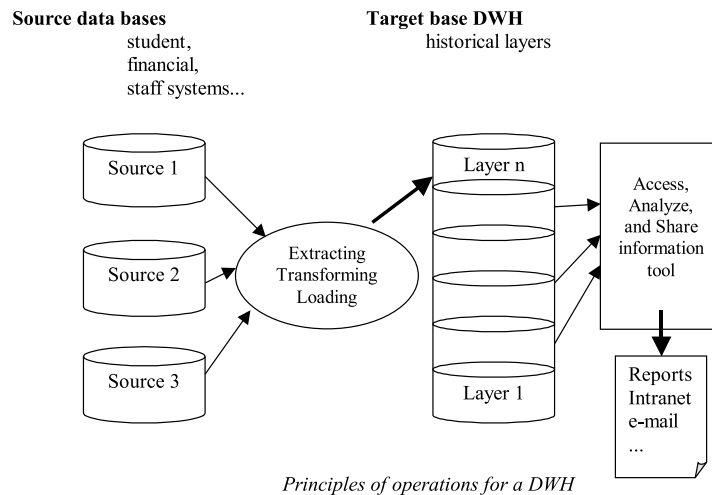 Source data bases
student,
financial,
staff systems...
Target base DWH
historical layers
Source 1
Source 2
Source 3
Extracting
Transforming
Loading
Layer n
Layer 1
Access,
Analyze,
and Share
information
tool
Reports
Intranet
e-mail
...
Principles of operations for a DWH